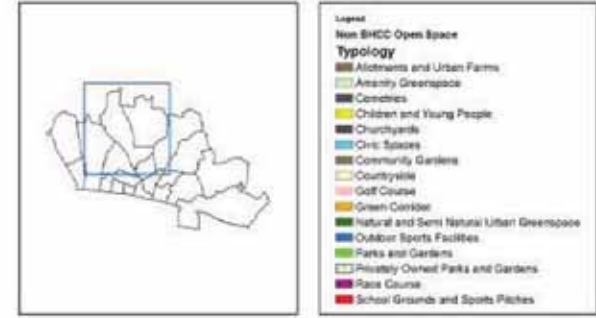 Legend
Non BHCC Open Space
Typology
Allotments and Urban Farms
Amenity Greenspace
Cemetries
Children and Young People
Churchyards
Civic Spaces
Community Gardens
Countryside
Golf Course
Green Corridor
Natural and Semi Natural Urban Greenspace
Outdoor Sports Facilities
Parks and Gardens
Privately Owned Parks and Gardens
Race Course
School Grounds and Sports Pitches